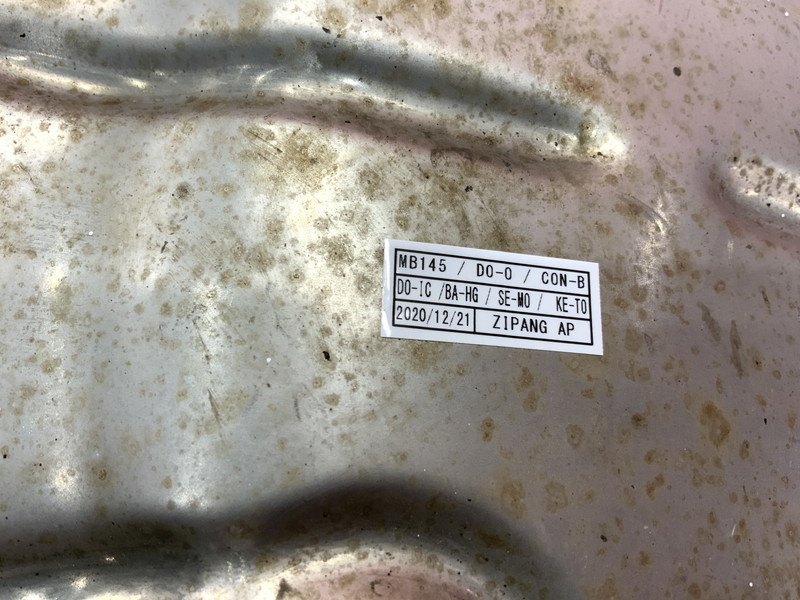 MB145 / DO-O / CON-B
DO-IC /BA-HG / SE-MO / KE-TO
2020/12/21 ZIPANG AP